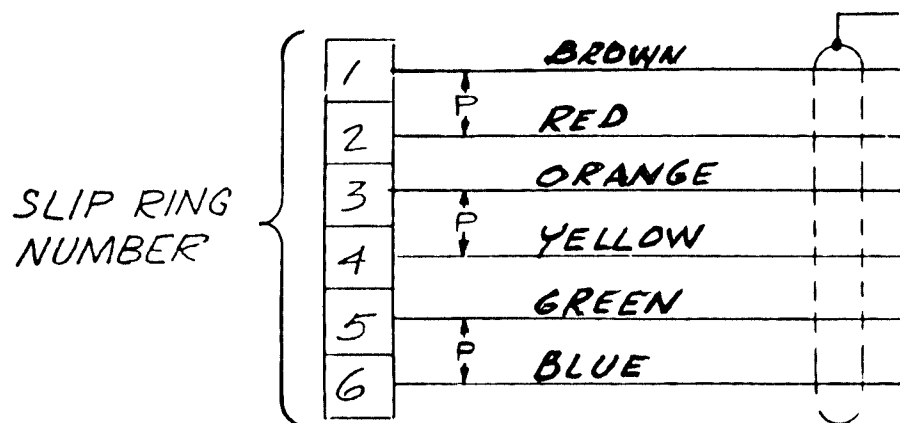 SLIP RING
NUMBER
1 BROWN
P
2 RED
3 ORANGE
P
4 YELLOW
5 GREEN
P
6 BLUE